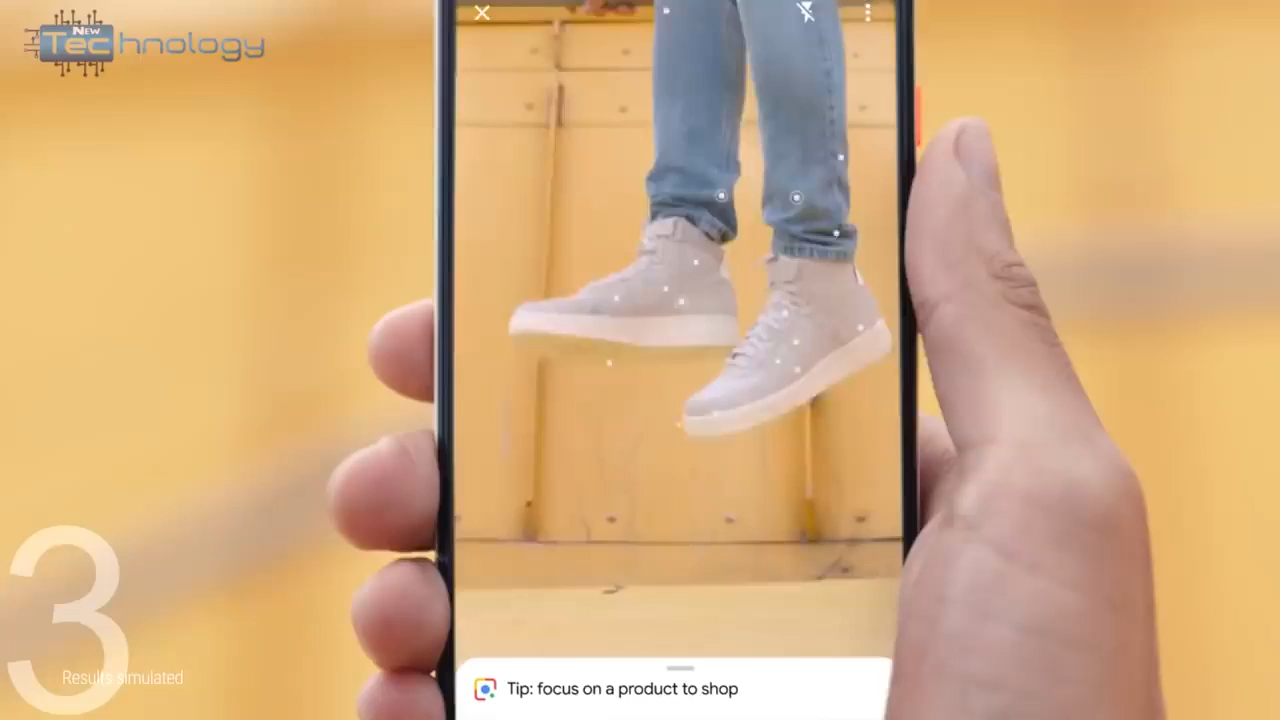 New
Technology
3
Results simulated
Tip: focus on a product to shop